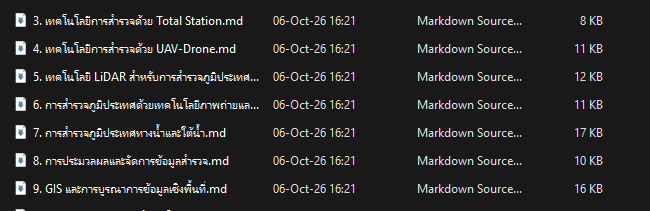 3. เทคโนโลยีการสำรวจด้วย Total Station.md 06-Oct-26 16:21 Markdown Source... 8 KB
4. เทคโนโลยีการสำรวจด้วย UAV-Drone.md 06-Oct-26 16:21 Markdown Source... 11 KB
5. เทคโนโลยี LiDAR สำหรับการสำรวจภูมิประเทศ... 06-Oct-26 16:21 Markdown Source... 12 KB
6. การสำรวจภูมิประเทศด้วยเทคโนโลยีภาพถ่ายแล... 06-Oct-26 16:21 Markdown Source... 11 KB
7. การสำรวจภูมิประเทศทางน้ำและใต้น้ำ.md 06-Oct-26 16:21 Markdown Source... 17 KB
8. การประมวลผลและจัดการข้อมูลสำรวจ.md 06-Oct-26 16:21 Markdown Source... 10 KB
9. GIS และการบูรณาการข้อมูลเชิงพื้นที่.md 06-Oct-26 16:21 Markdown Source... 16 KB